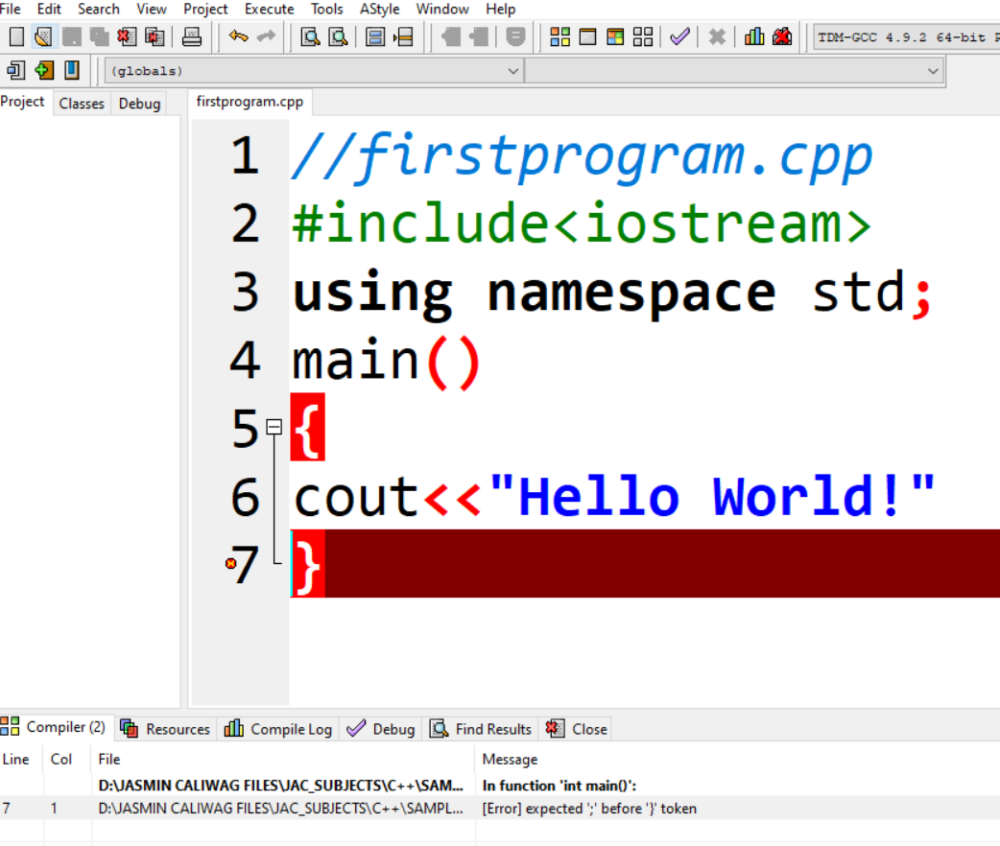 File Edit Search View Project Execute Tools AStyle Window Help
TDM-GCC 4.9.2 64-bit
(globals)
Project Classes Debug firstprogram.cpp
1 //firstprogram.cpp
2 #include<iostream>
3 using namespace std;
4 main()
5 {
6 cout<<"Hello World!"
7 }
Compiler (2) Resources Compile Log Debug Find Results Close
Line Col File Message
D:\JASMIN CALIWAG FILES\JAC_SUBJECTS\C++\SAM... In function 'int main()':
7 1 D:\JASMIN CALIWAG FILES\JAC_SUBJECTS\C++\SAMPL... [Error] expected ';' before '}' token